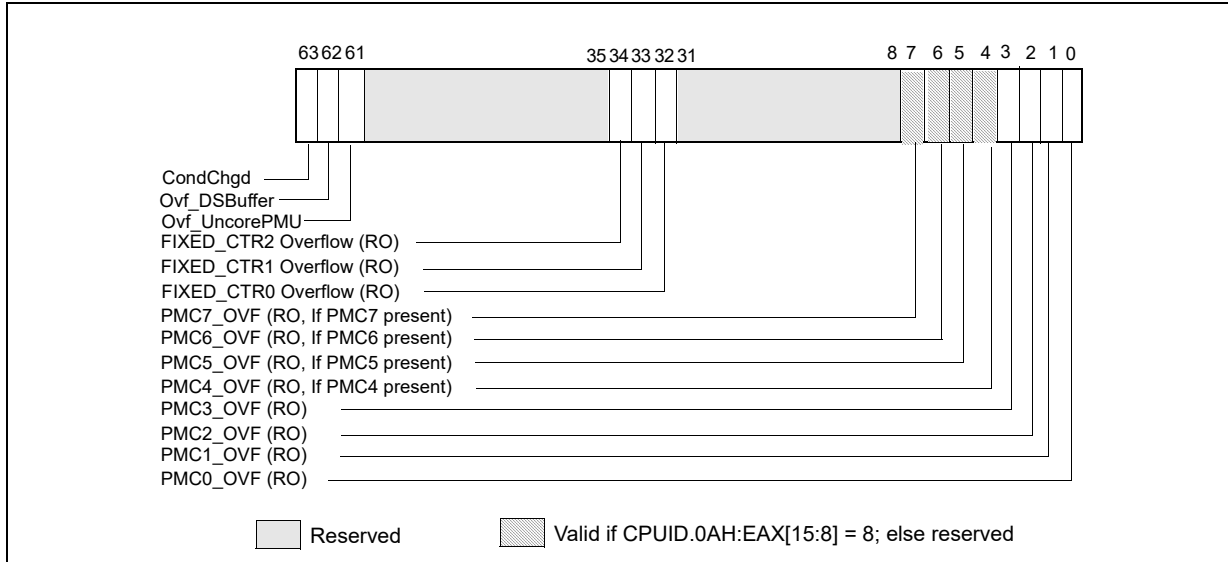 63 62 61 35 34 33 32 31 8 7 6 5 4 3 2 1 0
CondChgd
Ovf_DSBuffer
Ovf_UncorePMU
FIXED_CTR2 Overflow (RO)
FIXED_CTR1 Overflow (RO)
FIXED_CTR0 Overflow (RO)
PMC7_OVF (RO, If PMC7 present)
PMC6_OVF (RO, If PMC6 present)
PMC5_OVF (RO, If PMC5 present)
PMC4_OVF (RO, If PMC4 present)
PMC3_OVF (RO)
PMC2_OVF (RO)
PMC1_OVF (RO)
PMC0_OVF (RO)
Reserved Valid if CPUID.0AH:EAX[15:8] = 8; else reserved